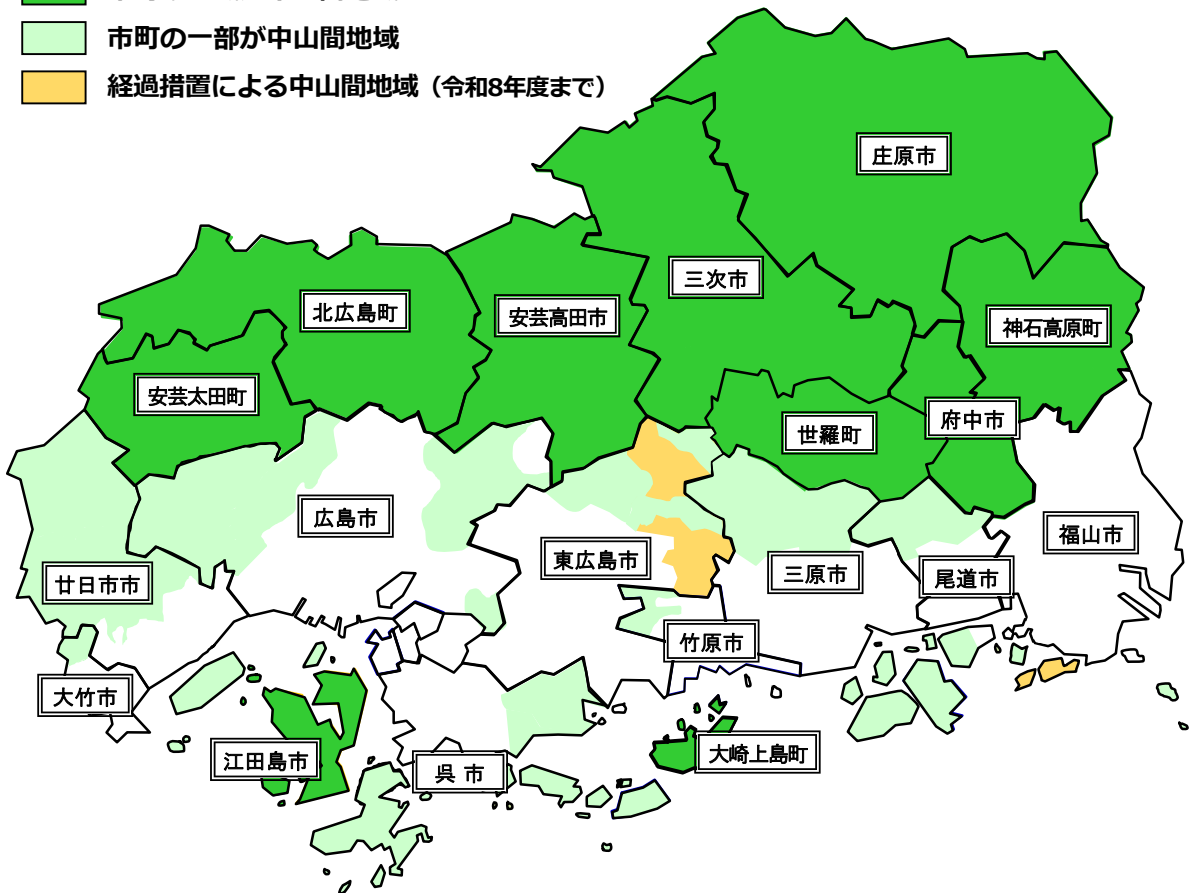 市町の一部が中山間地域
経過措置による中山間地域（令和8年度まで）
庄原市
三次市
北広島町
安芸高田市
神石高原町
安芸太田町
世羅町
府中市
広島市
福山市
東広島市
三原市
尾道市
廿日市市
竹原市
大竹市
江田島市
呉 市
大崎上島町